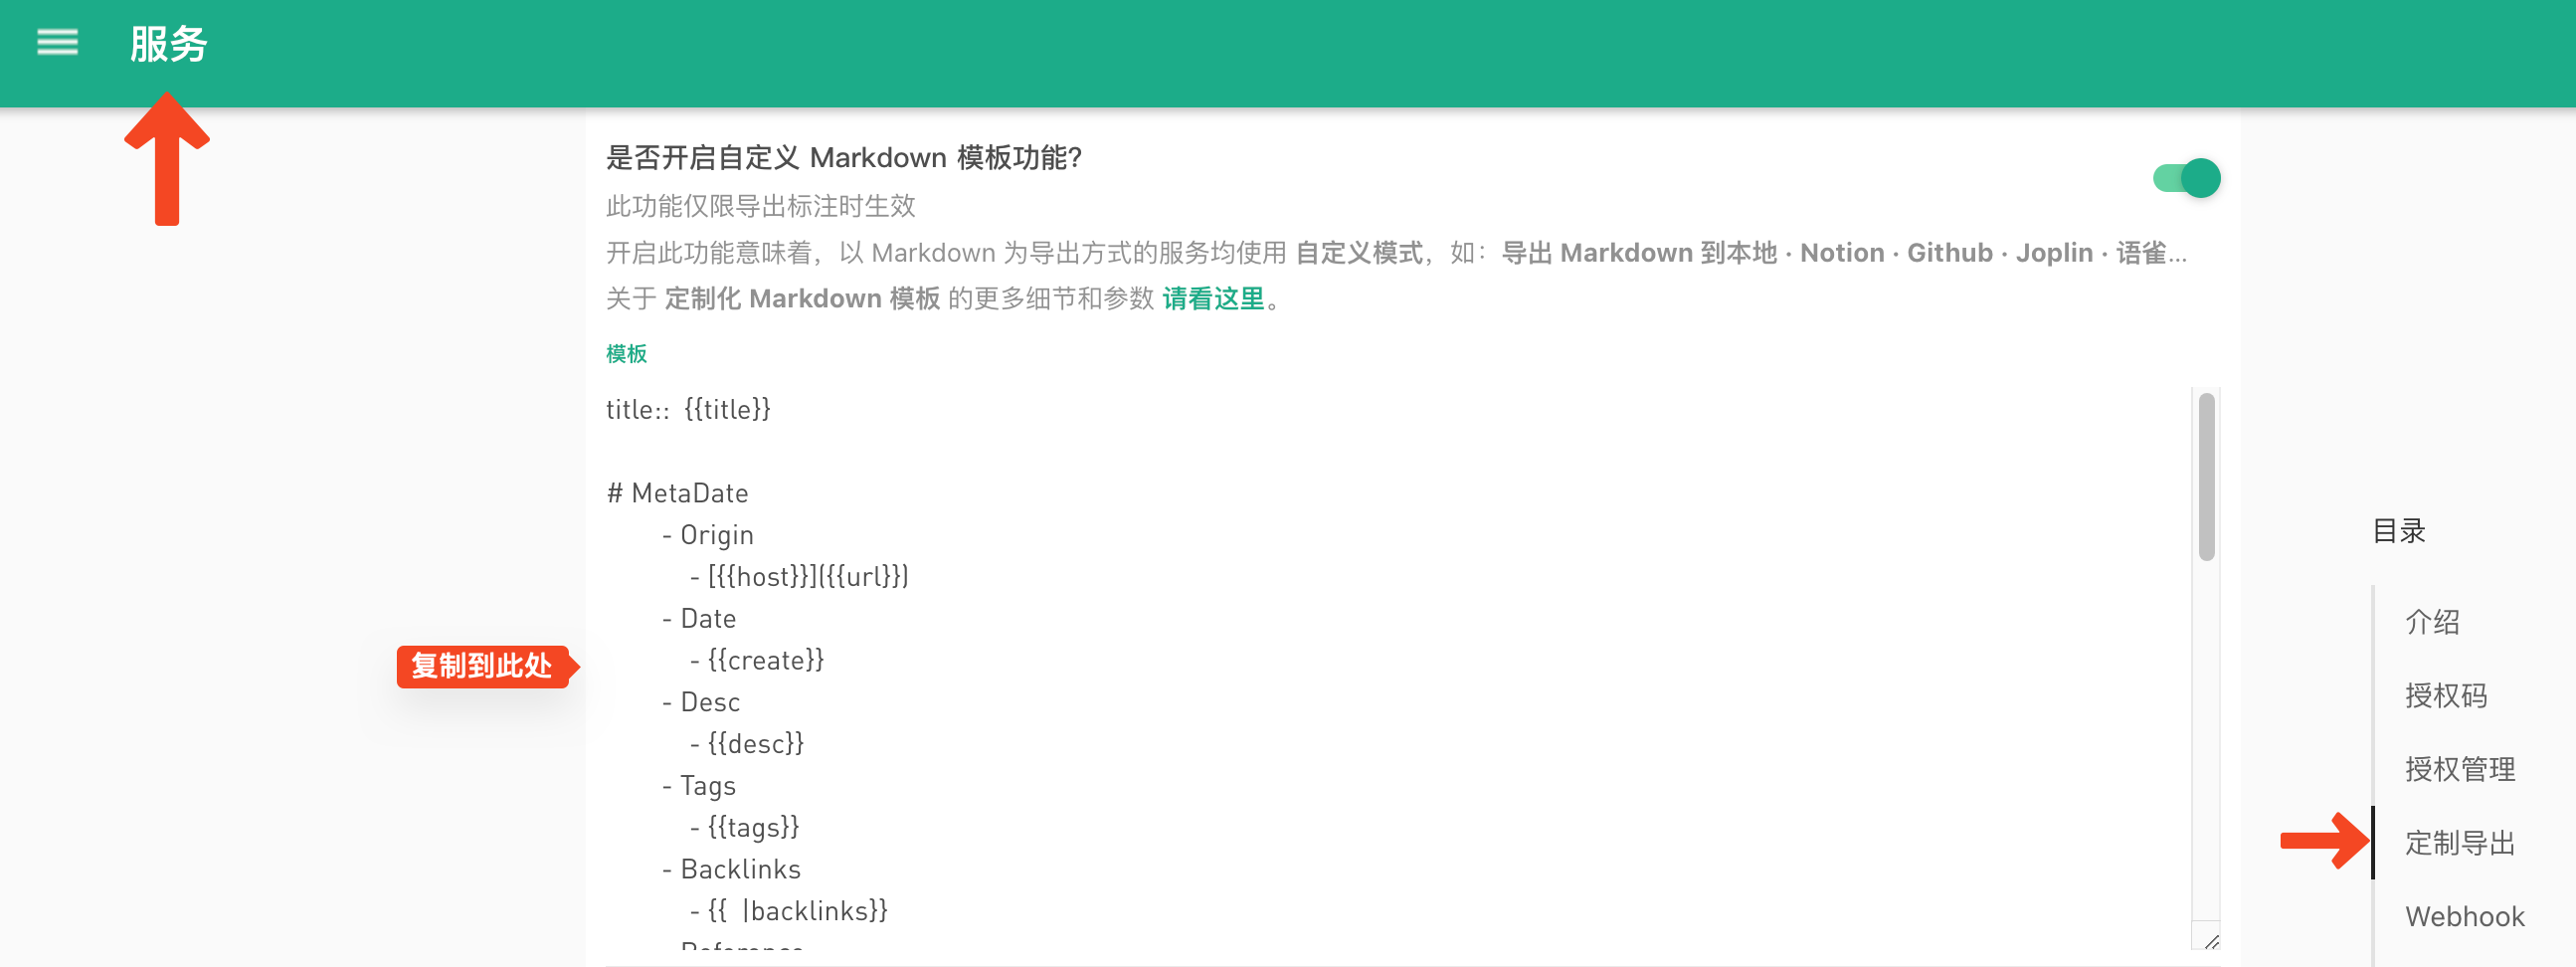 服务
是否开启自定义 Markdown 模板功能?
此功能仅限导出标注时生效
开启此功能意味着，以 Markdown 为导出方式的服务均使用 自定义模式，如：导出 Markdown 到本地 · Notion · Github · Joplin · 语雀...
关于 定制化 Markdown 模板 的更多细节和参数 请看这里。
模板
title::  {{title}}
# MetaDate
- Origin
- [{{host}}]({{url}})
- Date
- {{create}}
复制到此处
- Desc
- {{desc}}
- Tags
- {{tags}}
- Backlinks
- {{  |backlinks}}
- Reference
目录
介绍
授权码
授权管理
定制导出
Webhook